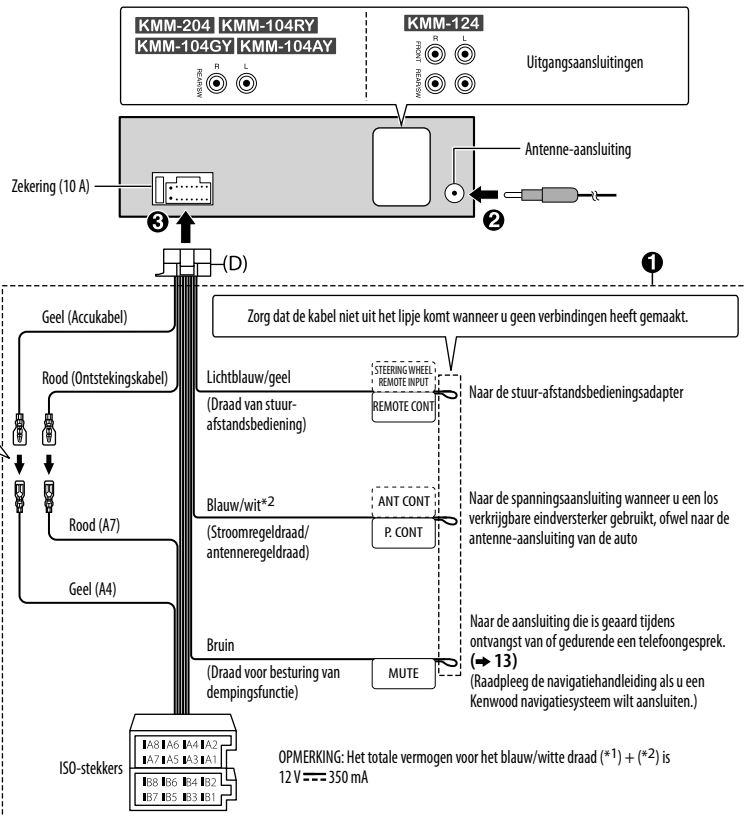 KMM-204 KMM-104RY
KMM-104GY KMM-104AY
R L
REAR/SW
KMM-124
R L
FRONT
REAR/SW
Uitgangsaansluitingen
Antenne-aansluiting
Zekering (10 A)
❸
❷
(D)
❶
Geel (Accukabel)
Zorg dat de kabel niet uit het lipje komt wanneer u geen verbindingen heeft gemaakt.
Rood (Ontstekingskabel)
Lichtblauw/geel
(Draad van stuur-
afstandsbediening)
STEERING WHEEL
REMOTE INPUT
REMOTE CONT
Naar de stuur-afstandsbedieningsadapter
Blauw/wit*2
(Stroomregeldraad/
antenneregeldraad)
ANT CONT
P. CONT
Naar de spanningsaansluiting wanneer u een los
verkrijgbare eindversterker gebruikt, ofwel naar de
antenne-aansluiting van de auto
Rood (A7)
Geel (A4)
Bruin
(Draad voor besturing van
dempingsfunctie)
MUTE
Naar de aansluiting die is geaard tijdens
ontvangst van of gedurende een telefoongesprek.
(➜ 13)
(Raadpleeg de navigatiehandleiding als u een
Kenwood navigatiesysteem wilt aansluiten.)
ISO-stekkers
A8 A6 A4 A2
A7 A5 A3 A1
B8 B6 B4 B2
B7 B5 B3 B1
OPMERKING: Het totale vermogen voor het blauw/witte draad (*1) + (*2) is
12 V ⎓ 350 mA